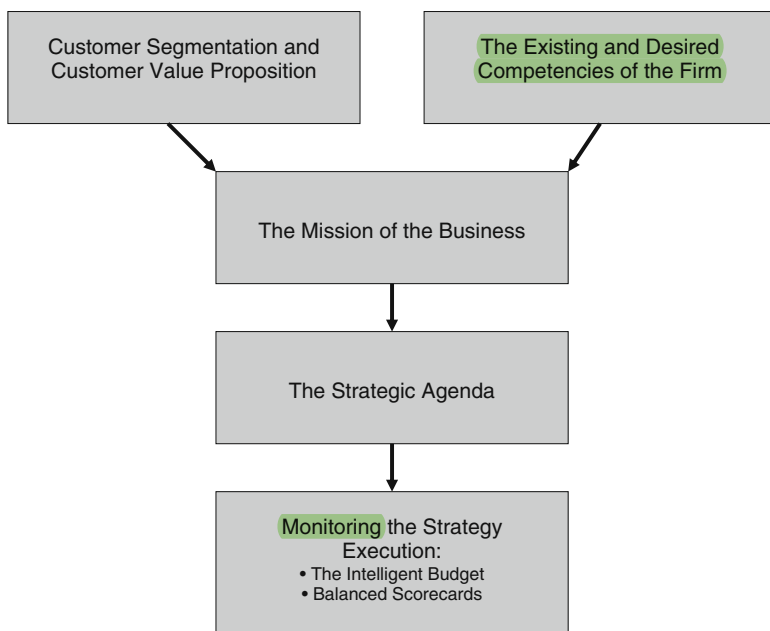 Customer Segmentation and
Customer Value Proposition
The Existing and Desired
Competencies of the Firm
The Mission of the Business
The Strategic Agenda
Monitoring the Strategy
Execution:
• The Intelligent Budget
• Balanced Scorecards